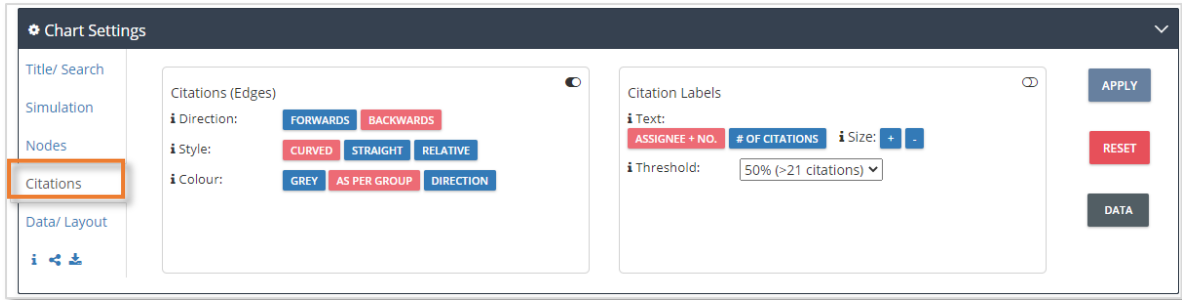 Chart Settings
Title/ Search
Simulation
Nodes
Citations
Data/ Layout
Citations (Edges)
i Direction: FORWARDS BACKWARDS
i Style: CURVED STRAIGHT RELATIVE
i Colour: GREY AS PER GROUP DIRECTION
Citation Labels
i Text:
ASSIGNEE + NO. # OF CITATIONS i Size: + -
i Threshold: 50% (>21 citations)
APPLY
RESET
DATA